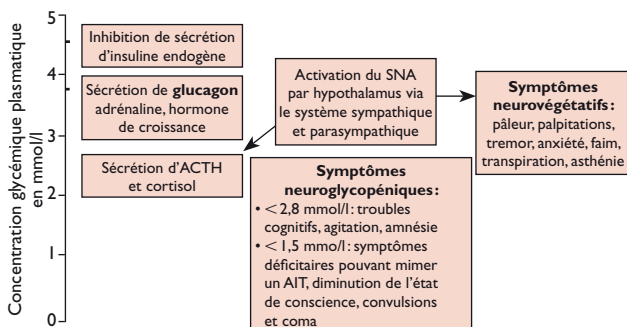 Concentration glycémique plasmatique
en mmol/l
5
4
3
2
1
0
Inhibition de sécrétion
d'insuline endogène
Sécrétion de glucagon
adrénaline, hormone
de croissance
Sécrétion d'ACTH
et cortisol
Activation du SNA
par hypothalamus via
le système sympathique
et parasympathique
Symptômes
neurovégétatifs:
pâleur, palpitations,
tremor, anxiété, faim,
transpiration, asthénie
Symptômes
neuroglycopéniques:
• < 2,8 mmol/l: troubles
cognitifs, agitation, amnésie
• < 1,5 mmo/l: symptômes
déficitaires pouvant mimer
un AIT, diminution de l'état
de conscience, convulsions
et coma